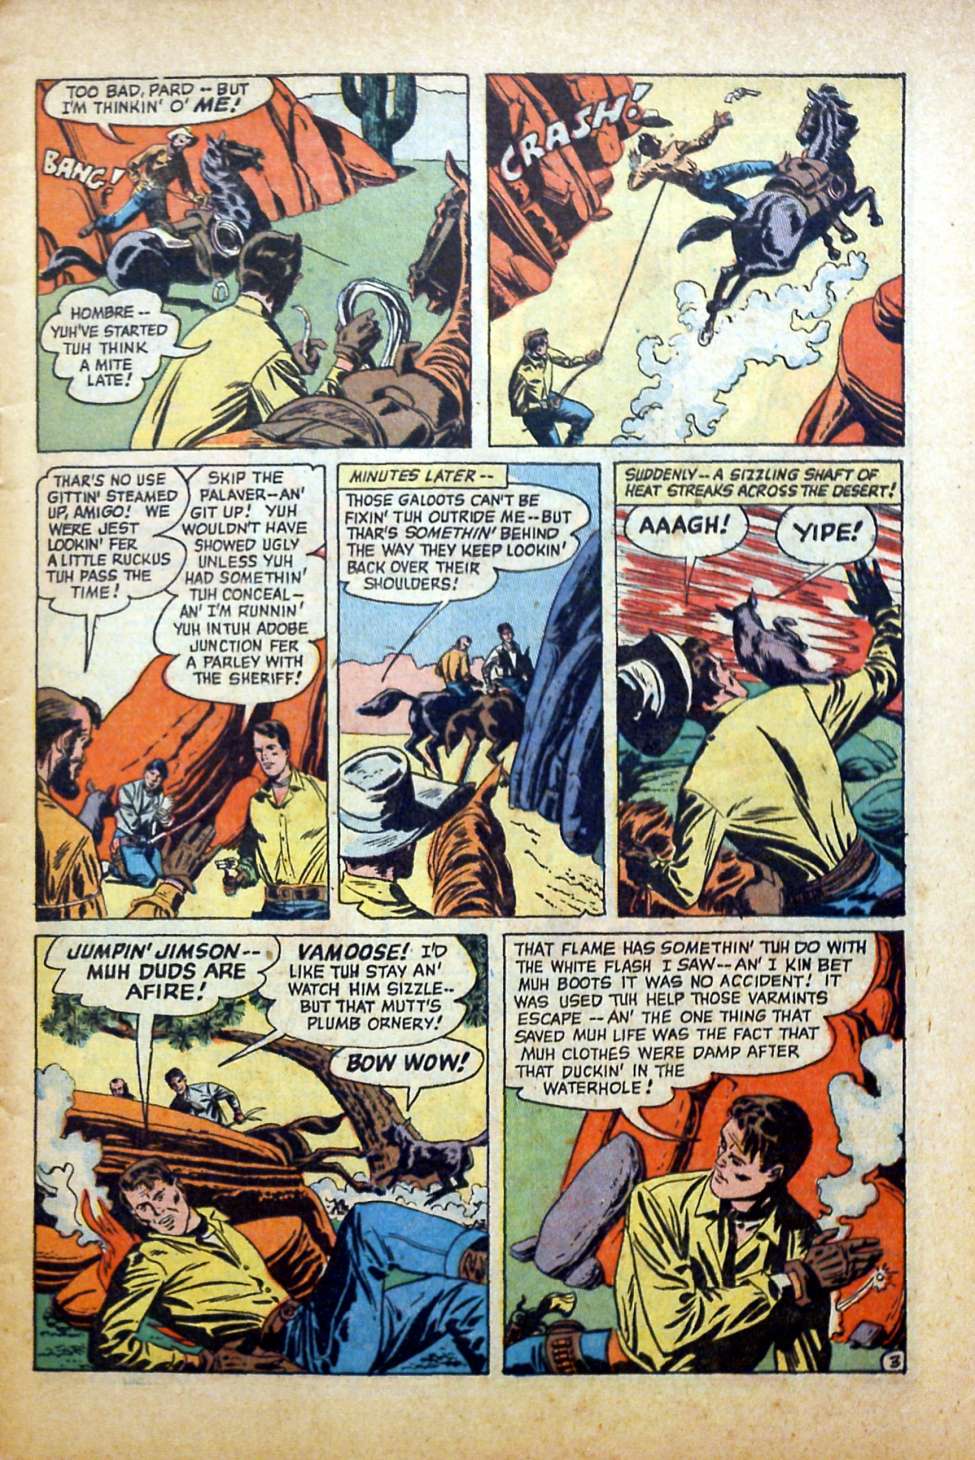 TOO BAD, PARD -- BUT
I'M THINKIN' O' ME!
BANG!
HOMBRE --
YUH'VE STARTED
TUH THINK
A MITE
LATE!
CRASH!
THAR'S NO USE
GITTIN' STEAMED
UP, AMIGO! WE
WERE JEST
LOOKIN' FER
A LITTLE RUCKUS
TUH PASS THE
TIME!
SKIP THE
PALAVER--AN'
GIT UP! YUH
WOULDN'T HAVE
SHOWED UGLY
UNLESS YUH
HAD SOMETHIN'
TUH CONCEAL--
AN' I'M RUNNIN'
YUH INTUH ADOBE
JUNCTION FER
A PARLEY WITH
THE SHERIFF!
MINUTES LATER--
THOSE GALOOTS CAN'T BE
FIXIN' TUH OUTRIDE ME--BUT
THAR'S SOMETHIN' BEHIND
THE WAY THEY KEEP LOOKIN'
BACK OVER THEIR
SHOULDERS!
SUDDENLY--A SIZZLING SHAFT OF
HEAT STREAKS ACROSS THE DESERT!
AAAGH!
YIPE!
JUMPIN' JIMSON--
MUH DUDS ARE
AFIRE!
VAMOOSE! I'D
LIKE TUH STAY AN'
WATCH HIM SIZZLE--
BUT THAT MUTT'S
PLUMB ORNERY!
BOW WOW!
THAT FLAME HAS SOMETHIN' TUH DO WITH
THE WHITE FLASH I SAW--AN' I KIN BET
MUH BOOTS IT WAS NO ACCIDENT! IT
WAS USED TUH HELP THOSE VARMINTS
ESCAPE--AN' THE ONE THING THAT
SAVED MUH LIFE WAS THE FACT THAT
MUH CLOTHES WERE DAMP AFTER
THAT DUCKIN' IN THE
WATERHOLE!
3